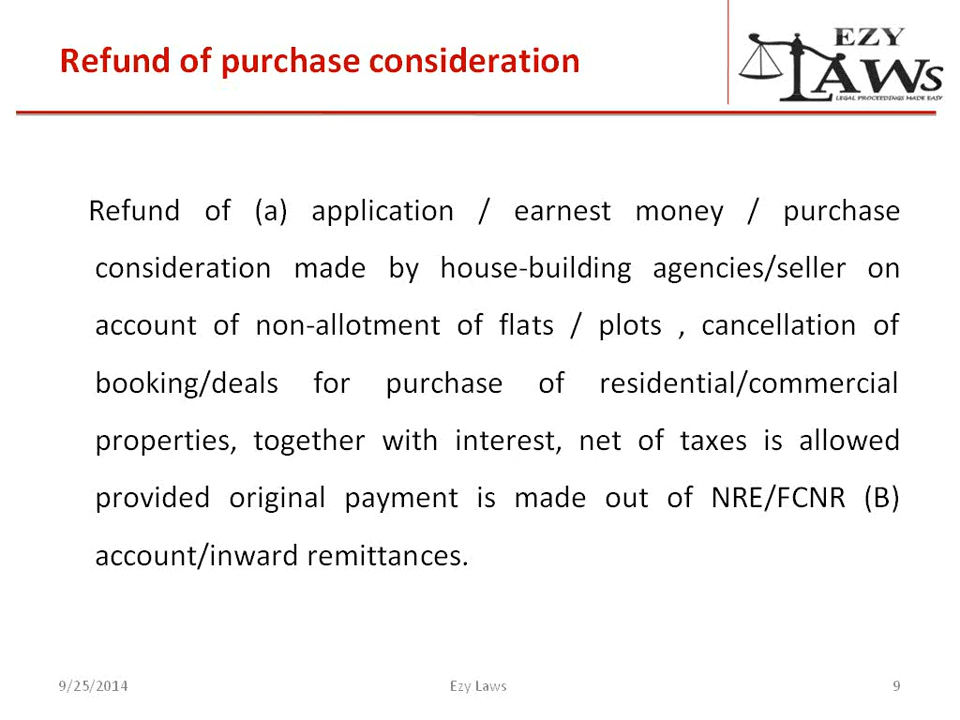 Refund of purchase consideration
EZY
LAWs
LEGAL PROCEEDINGS MADE EASY
Refund of (a) application / earnest money / purchase
consideration made by house-building agencies/seller on
account of non-allotment of flats / plots , cancellation of
booking/deals for purchase of residential/commercial
properties, together with interest, net of taxes is allowed
provided original payment is made out of NRE/FCNR (B)
account/inward remittances.
9/25/2014
Ezy Laws
9